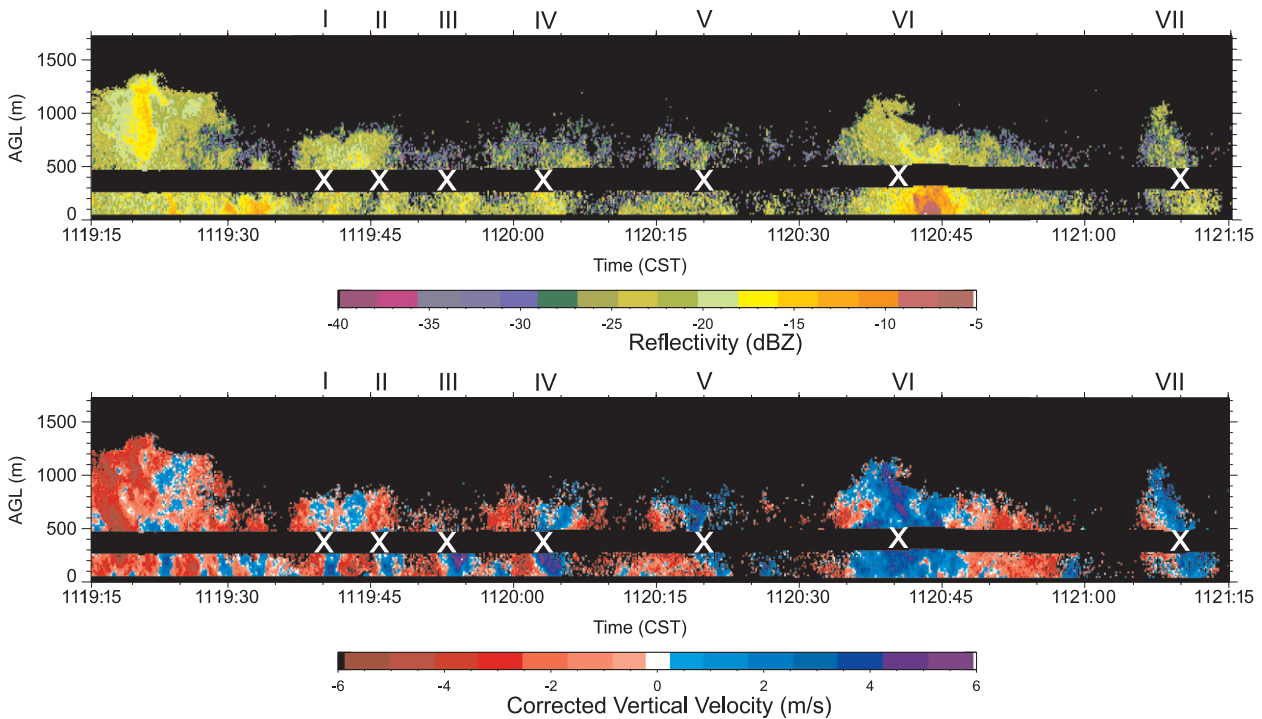 I II III IV V VI VII
1500
1000
500
0
AGL (m)
X X X X X X X
1119:15 1119:30 1119:45 1120:00 1120:15 1120:30 1120:45 1121:00 1121:15
Time (CST)
-40 -35 -30 -25 -20 -15 -10 -5
Reflectivity (dBZ)
I II III IV V VI VII
1500
1000
500
0
AGL (m)
X X X X X X X
1119:15 1119:30 1119:45 1120:00 1120:15 1120:30 1120:45 1121:00 1121:15
Time (CST)
-6 -4 -2 0 2 4 6
Corrected Vertical Velocity (m/s)